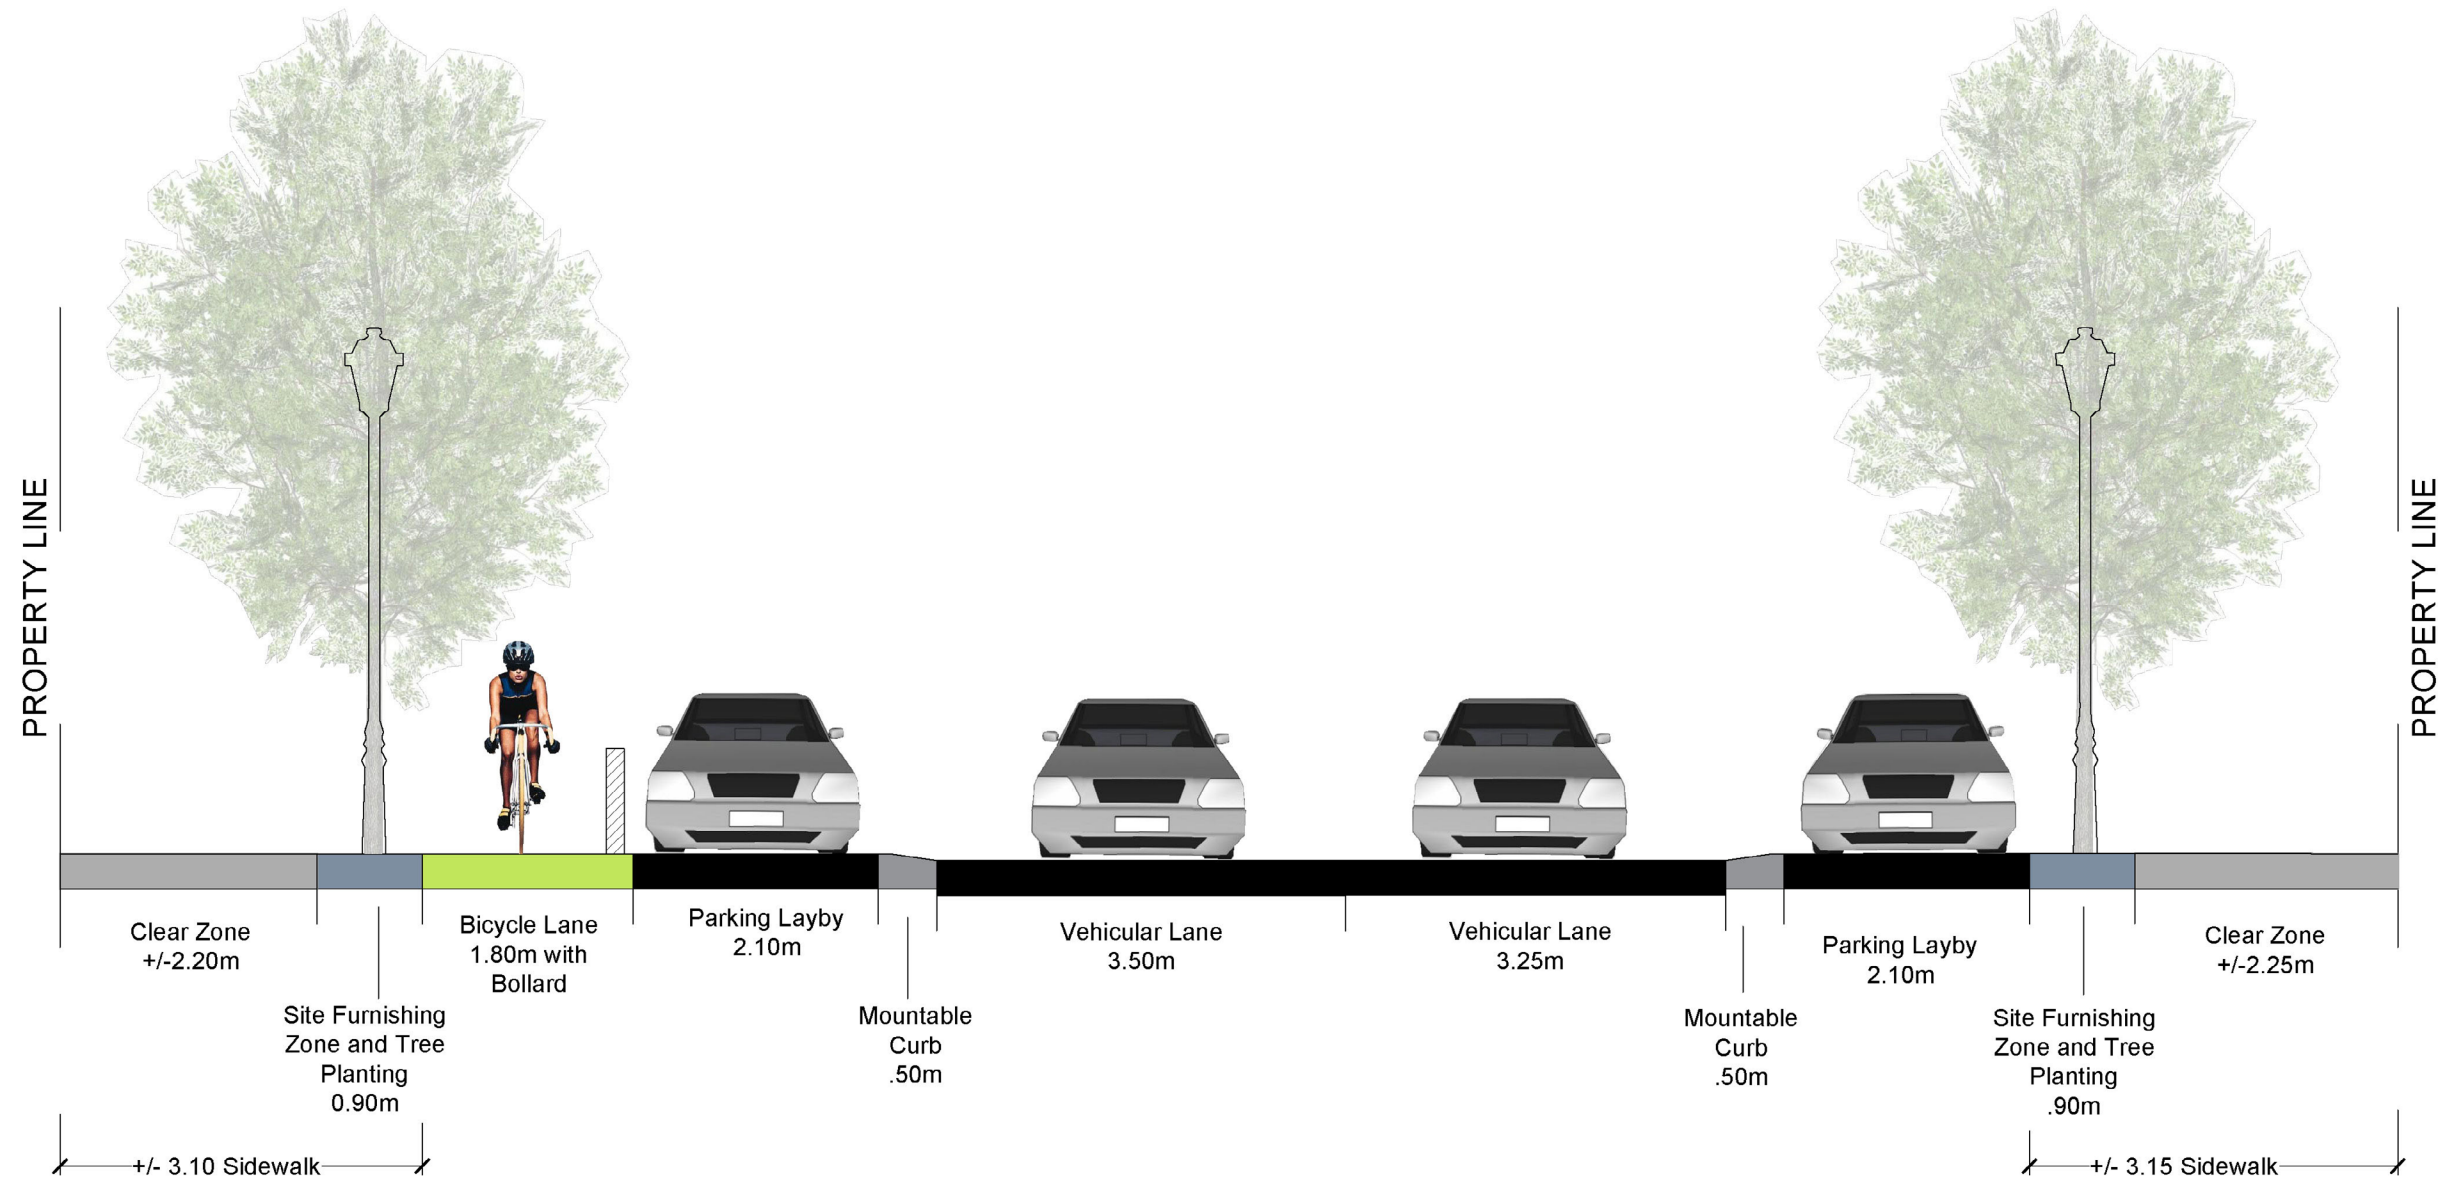 PROPERTY LINE
PROPERTY LINE
Clear Zone
+/-2.20m
Site Furnishing
Zone and Tree
Planting
0.90m
Bicycle Lane
1.80m with
Bollard
Parking Layby
2.10m
Mountable
Curb
.50m
Vehicular Lane
3.50m
Vehicular Lane
3.25m
Mountable
Curb
.50m
Parking Layby
2.10m
Site Furnishing
Zone and Tree
Planting
.90m
Clear Zone
+/-2.25m
+/- 3.10 Sidewalk
+/- 3.15 Sidewalk